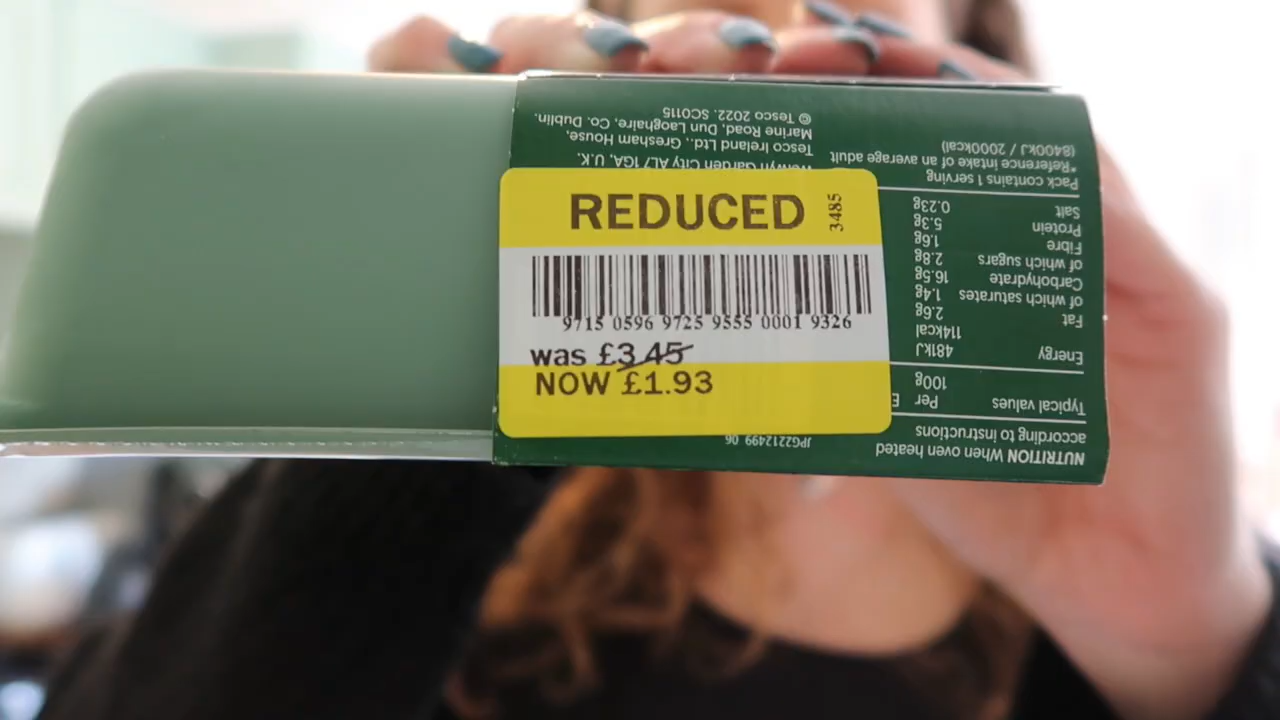 REDUCED
3485
9715 0596 9725 9555 0001 9326
was £3.45
NOW £1.93
NUTRITION When oven heated
according to instructions
Typical values Per
100g
Energy 481kJ
114kcal
Fat 2.6g
of which saturates 1.4g
Carbohydrate 16.5g
of which sugars 2.8g
Fibre 1.6g
Protein 5.3g
Salt 0.23g
Pack contains 1 serving
*Reference intake of an average adult
(8400kJ / 2000kcal)
JPG2212499 06
Welwyn Garden City AL7 1GA, U.K.
Tesco Ireland Ltd., Gresham House,
Marine Road, Dun Laoghaire, Co. Dublin.
© Tesco 2022. SC0115